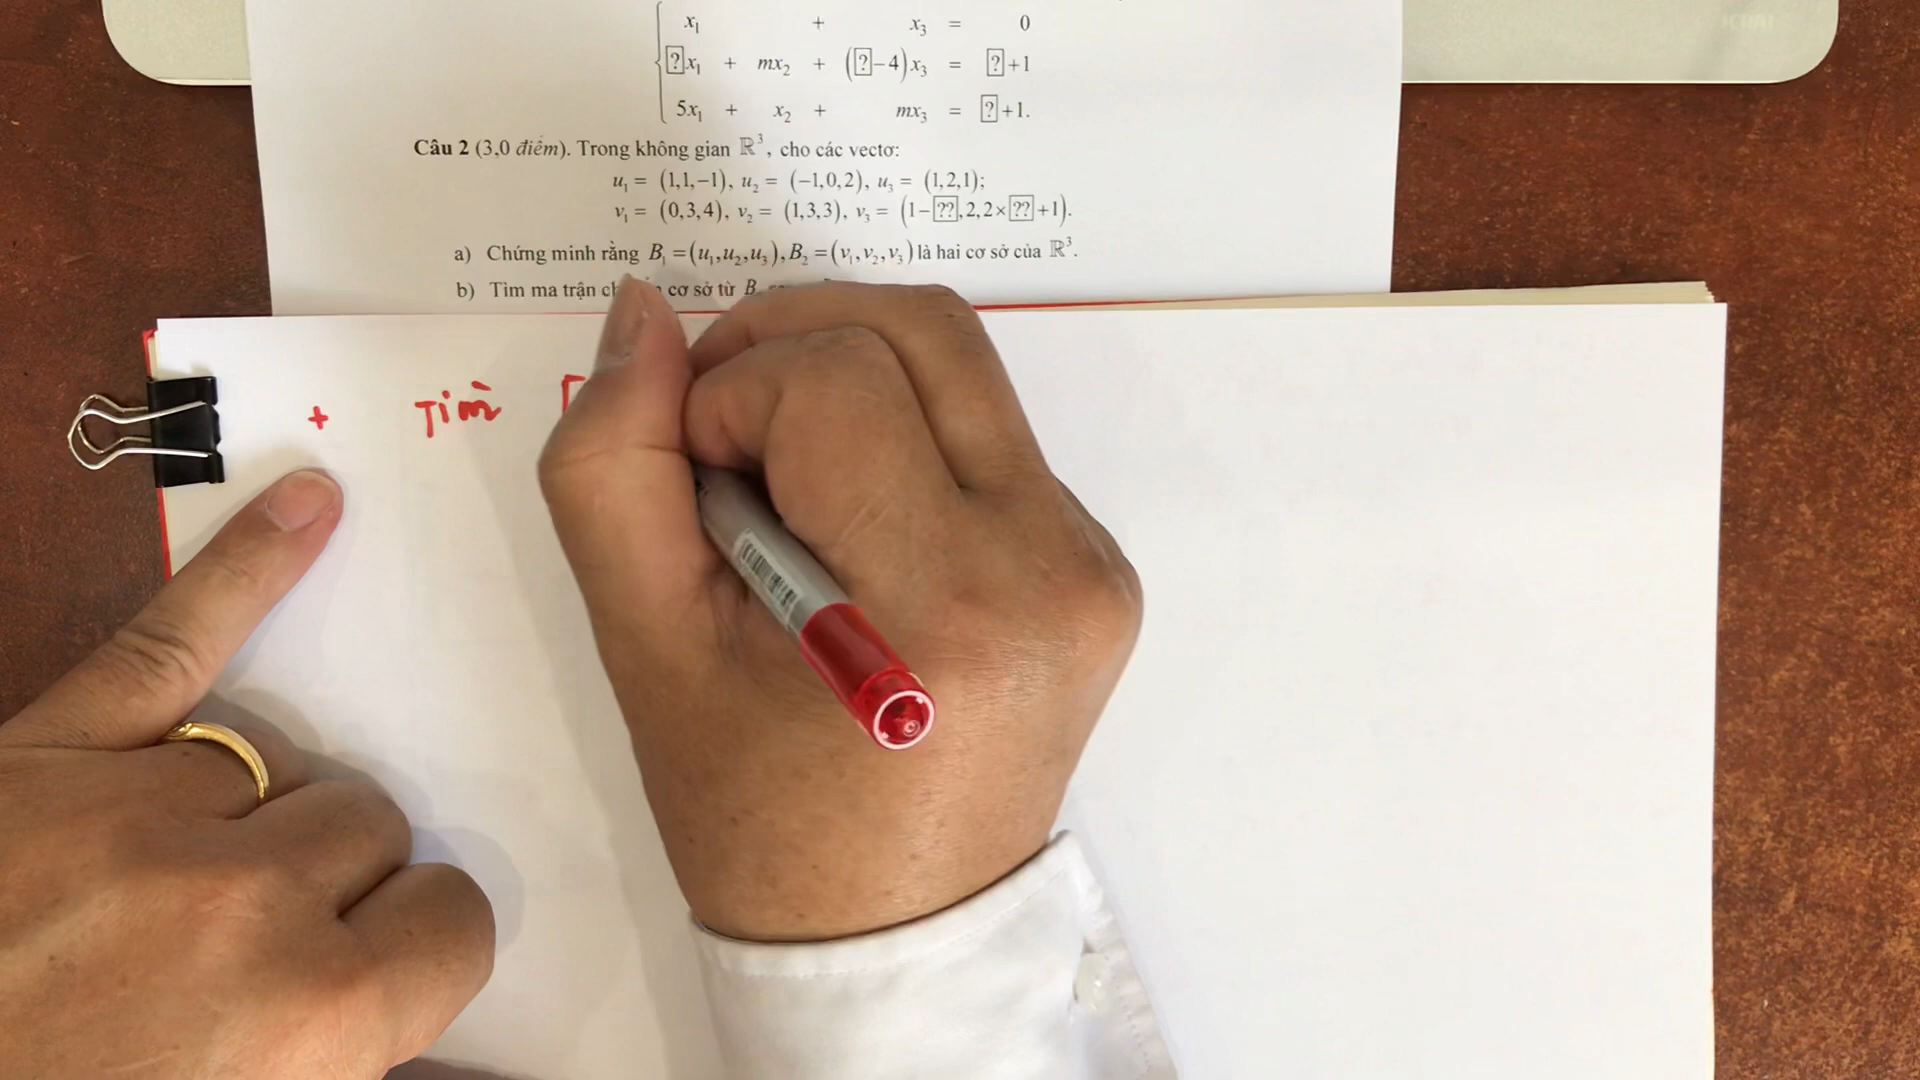 x₁ + x₃ = 0
?x₁ + mx₂ + (?−4)x₃ = ?+1
5x₁ + x₂ + mx₃ = ?+1.
Câu 2 (3,0 điểm). Trong không gian ℝ³, cho các vectơ:
u₁ = (1,1,−1), u₂ = (−1,0,2), u₃ = (1,2,1);
v₁ = (0,3,4), v₂ = (1,3,3), v₃ = (1−??,2,2×??+1).
a) Chứng minh rằng B₁ =(u₁,u₂,u₃), B₂ =(v₁,v₂,v₃) là hai cơ sở của ℝ³.
b) Tìm ma trận cơ sở từ B
+ Tìm [